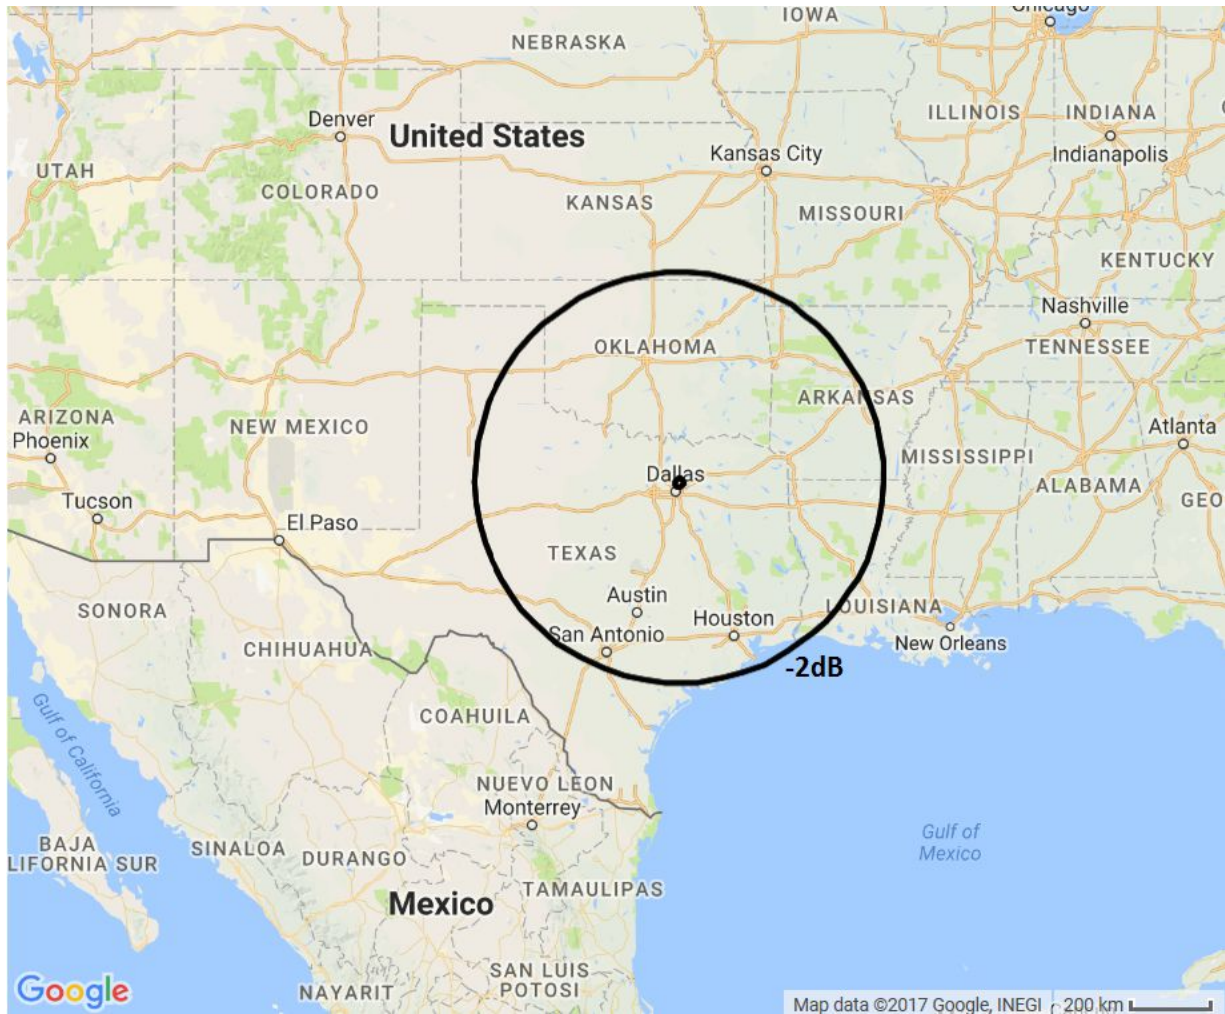 Chicago
IOWA
NEBRASKA
ILLINOIS
INDIANA
Denver
United States
Indianapolis
Kansas City
UTAH
COLORADO
KANSAS
MISSOURI
KENTUCKY
Nashville
TENNESSEE
OKLAHOMA
ARKANSAS
ARIZONA
Phoenix
NEW MEXICO
Atlanta
MISSISSIPPI
ALABAMA
GEO
Dallas
Tucson
El Paso
TEXAS
SONORA
Austin
Houston
LOUISIANA
San Antonio
New Orleans
CHIHUAHUA
-2dB
COAHUILA
Gulf of California
NUEVO LEON
Monterrey
BAJA
LIFORNIA SUR
SINALOA
DURANGO
Gulf of
Mexico
TAMAULIPAS
Mexico
SAN LUIS
POTOSI
NAYARIT
Google
Map data ©2017 Google, INEGI
200 km